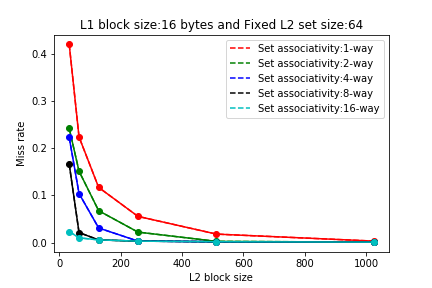 L1 block size:16 bytes and Fixed L2 set size:64
Set associativity:1-way
Set associativity:2-way
Set associativity:4-way
Set associativity:8-way
Set associativity:16-way
Miss rate
0.4
0.3
0.2
0.1
0.0
0 200 400 600 800 1000
L2 block size